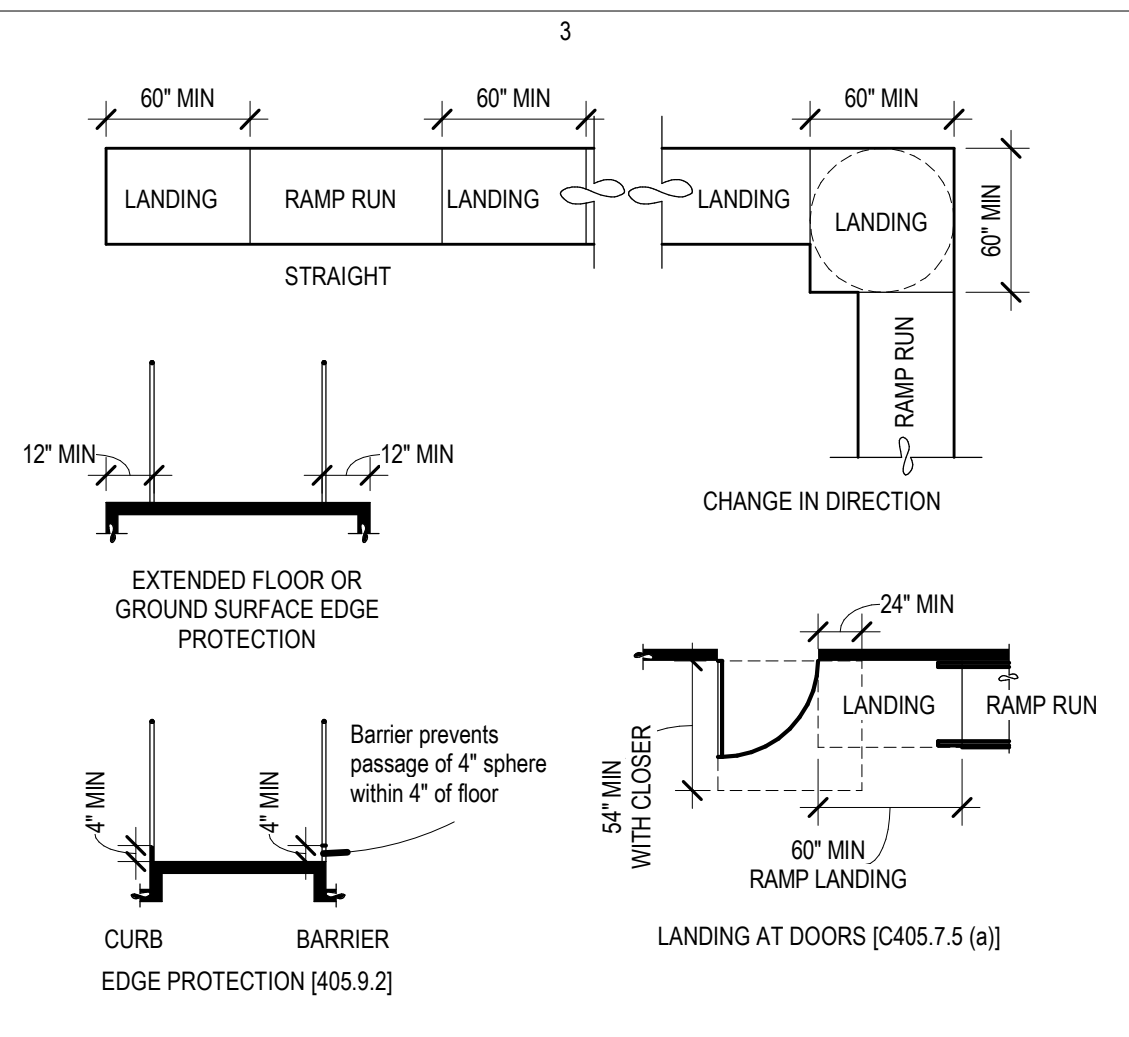 3
60" MIN
60" MIN
60" MIN
LANDING
RAMP RUN
LANDING
LANDING
LANDING
60" MIN
STRAIGHT
RAMP RUN
CHANGE IN DIRECTION
12" MIN
12" MIN
EXTENDED FLOOR OR
GROUND SURFACE EDGE
PROTECTION
24" MIN
LANDING
RAMP RUN
54" MIN
WITH CLOSER
60" MIN
RAMP LANDING
LANDING AT DOORS [C405.7.5 (a)]
4" MIN
4" MIN
Barrier prevents
passage of 4" sphere
within 4" of floor
CURB
BARRIER
EDGE PROTECTION [405.9.2]